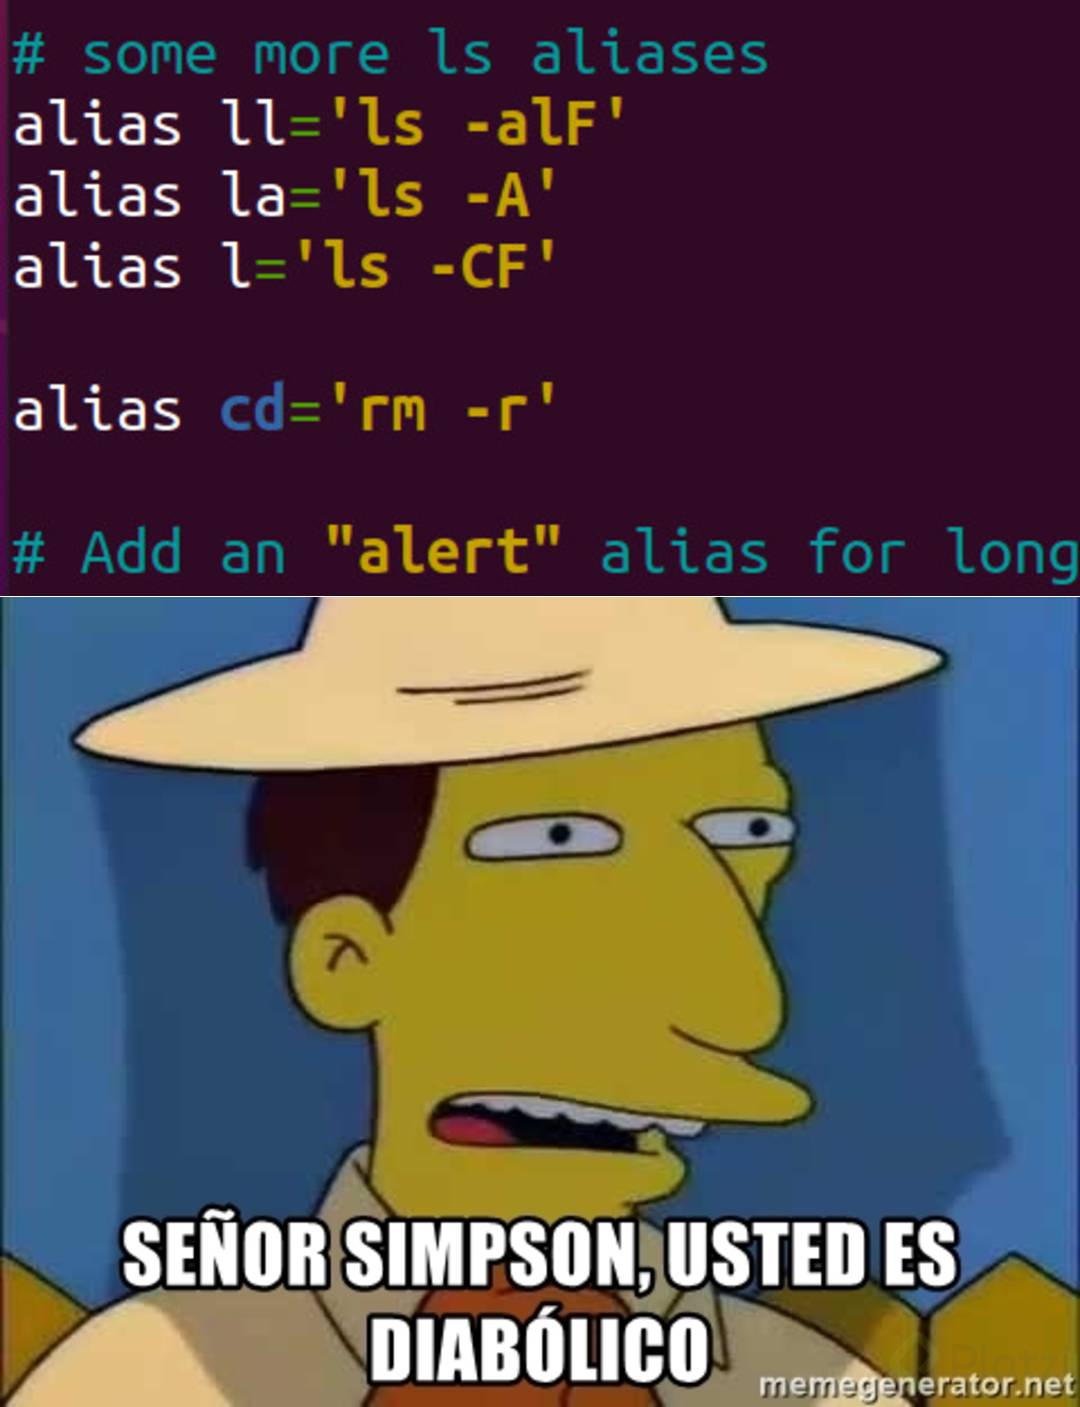 # some more ls aliases
alias ll='ls -alF'
alias la='ls -A'
alias l='ls -CF'
alias cd='rm -r'
# Add an "alert" alias for long
SEÑOR SIMPSON, USTED ES
DIABÓLICO
Platzi
memegenerator.net